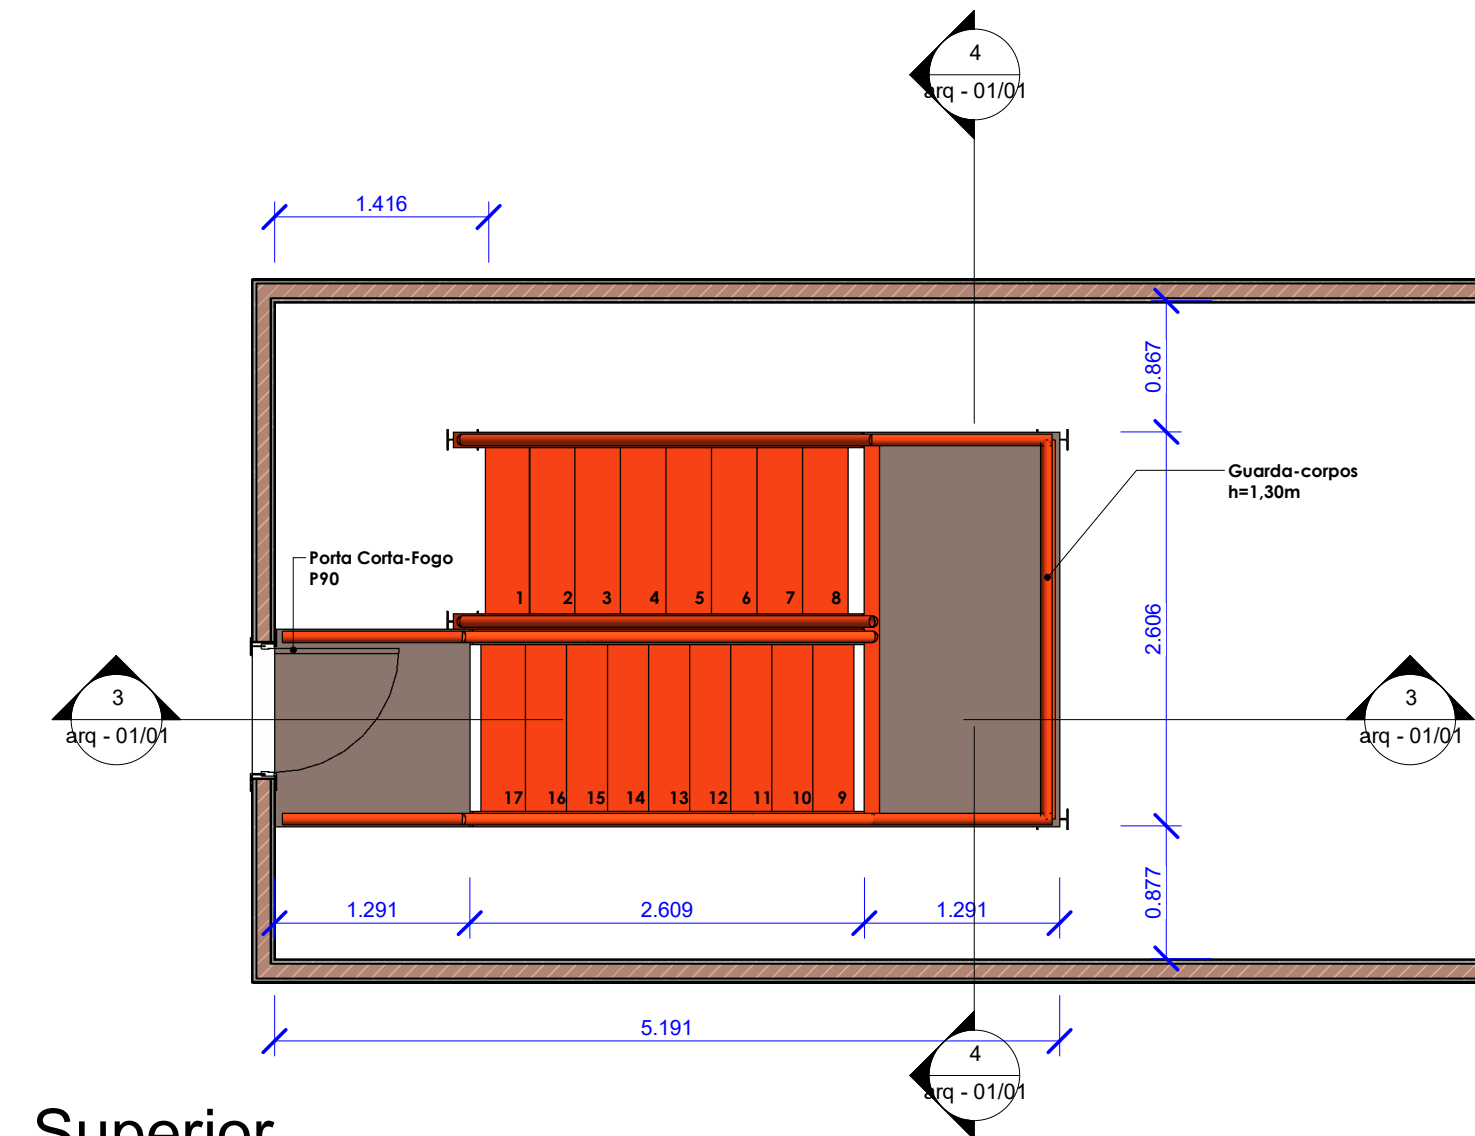 4
arq - 01/01
1.416
0.867
Guarda-corpos
h=1,30m
Porta Corta-Fogo
P90
1 2 3 4 5 6 7 8
2.606
3
arq - 01/01
3
arq - 01/01
17 16 15 14 13 12 11 10 9
0.877
1.291
2.609
1.291
5.191
4
arq - 01/01
Superior